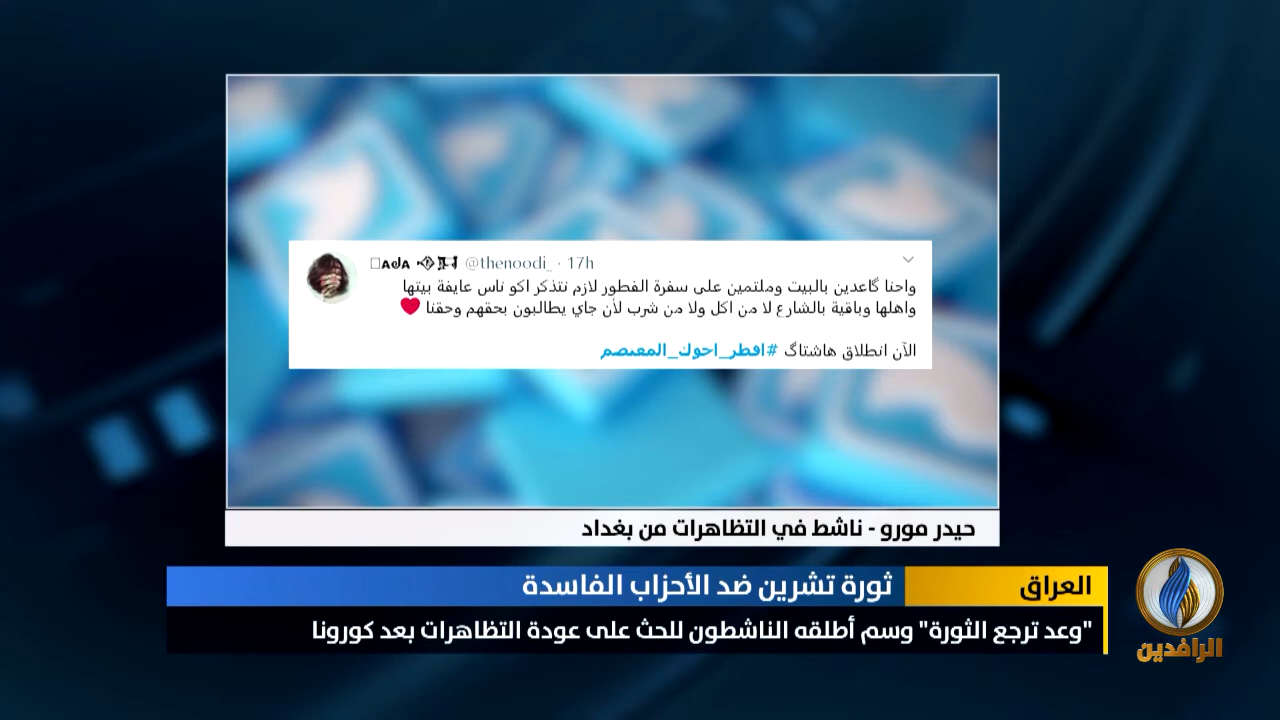 ᴀᴅᴀ @thenoodi_ · 17h
واحنا گاعدين بالبيت وملتمين على سفرة الفطور لازم نتذكر اكو ناس عايفة بيتها
واهلها وباقية بالشارع لا من اكل ولا من شرب لأن جاي يطالبون بحقهم وحقنا ❤️
الآن انطلاق هاشتاگ #افطر_اخوك_المعتصم
حيدر مورو - ناشط في التظاهرات من بغداد
العراق
ثورة تشرين ضد الأحزاب الفاسدة
"وعد ترجع الثورة" وسم أطلقه الناشطون للحث على عودة التظاهرات بعد كورونا
الرافدين